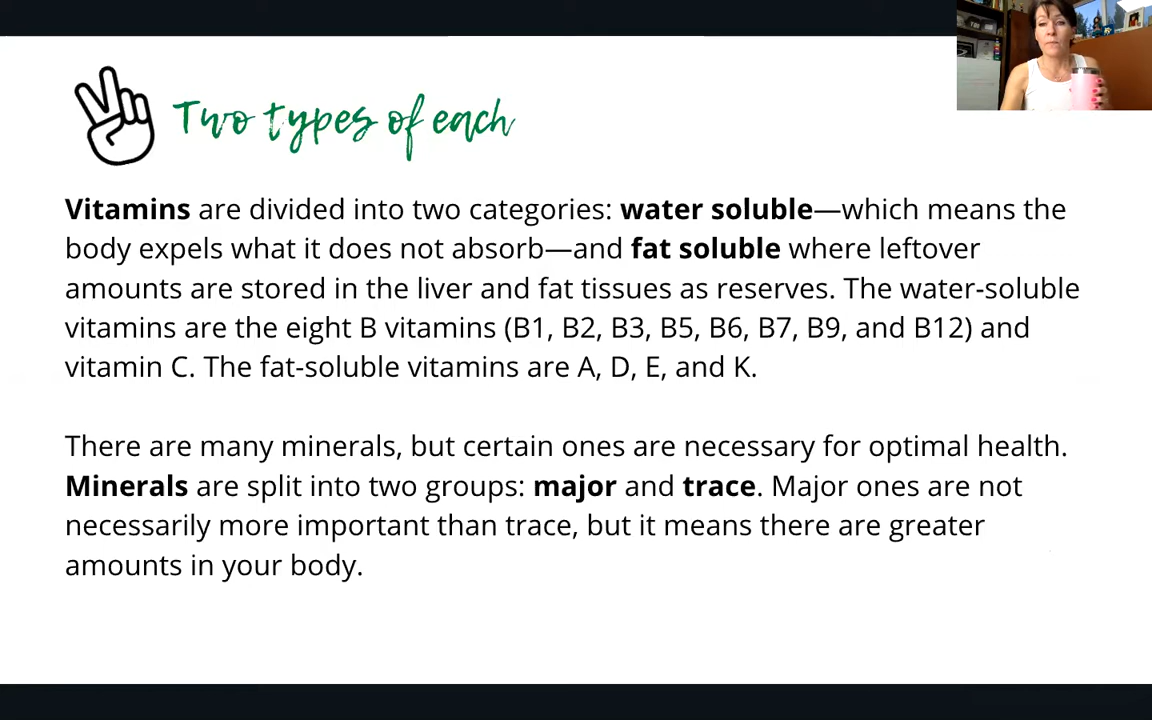 Two types of each
Vitamins are divided into two categories: water soluble—which means the
body expels what it does not absorb—and fat soluble where leftover
amounts are stored in the liver and fat tissues as reserves. The water-soluble
vitamins are the eight B vitamins (B1, B2, B3, B5, B6, B7, B9, and B12) and
vitamin C. The fat-soluble vitamins are A, D, E, and K.
There are many minerals, but certain ones are necessary for optimal health.
Minerals are split into two groups: major and trace. Major ones are not
necessarily more important than trace, but it means there are greater
amounts in your body.